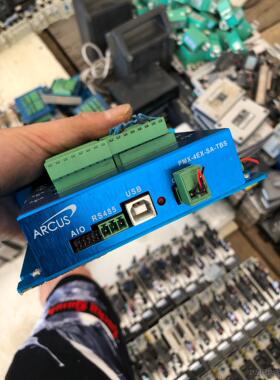 ARCUS
AIO
RS485
USB
PMX-4EX-SA-TBS